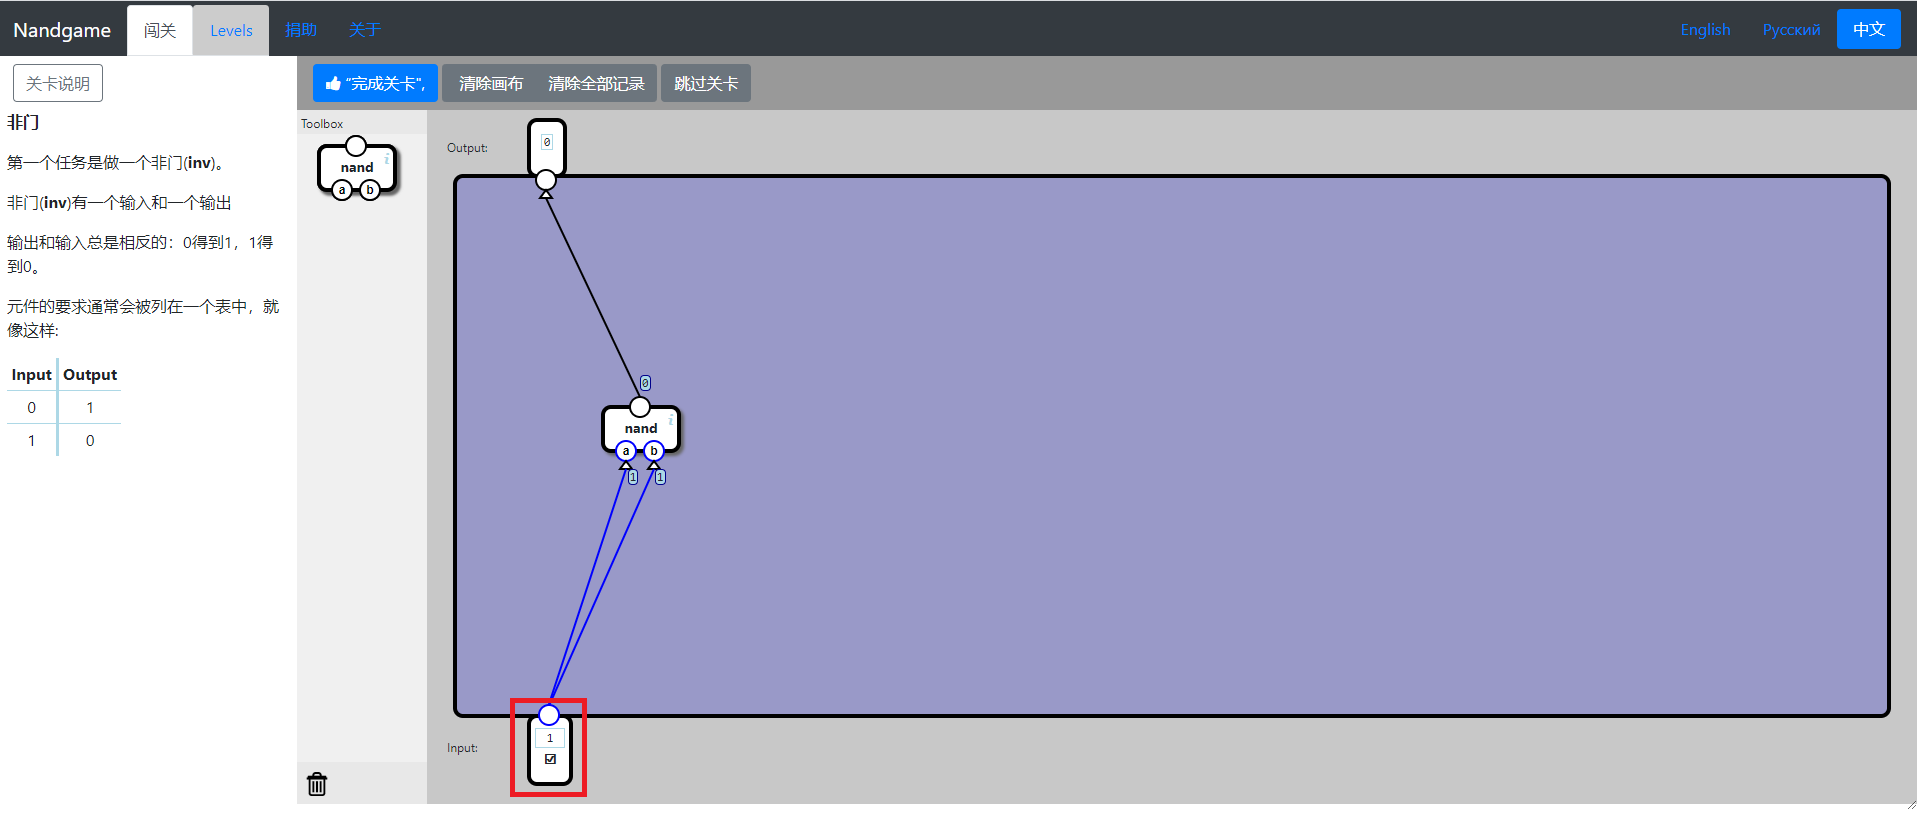 Nandgame 闯关 Levels 捐助 关于 English Русский 中文
关卡说明
“完成关卡”, 清除画布 清除全部记录 跳过关卡
非门
第一个任务是做一个非门(inv)。
非门(inv)有一个输入和一个输出
输出和输入总是相反的：0得到1，1得
到0。
元件的要求通常会被列在一个表中，就
像这样:
Input Output
0 1
1 0
Toolbox
nand
i
a b
Output:
0
0
nand
i
a b
1 1
Input:
1